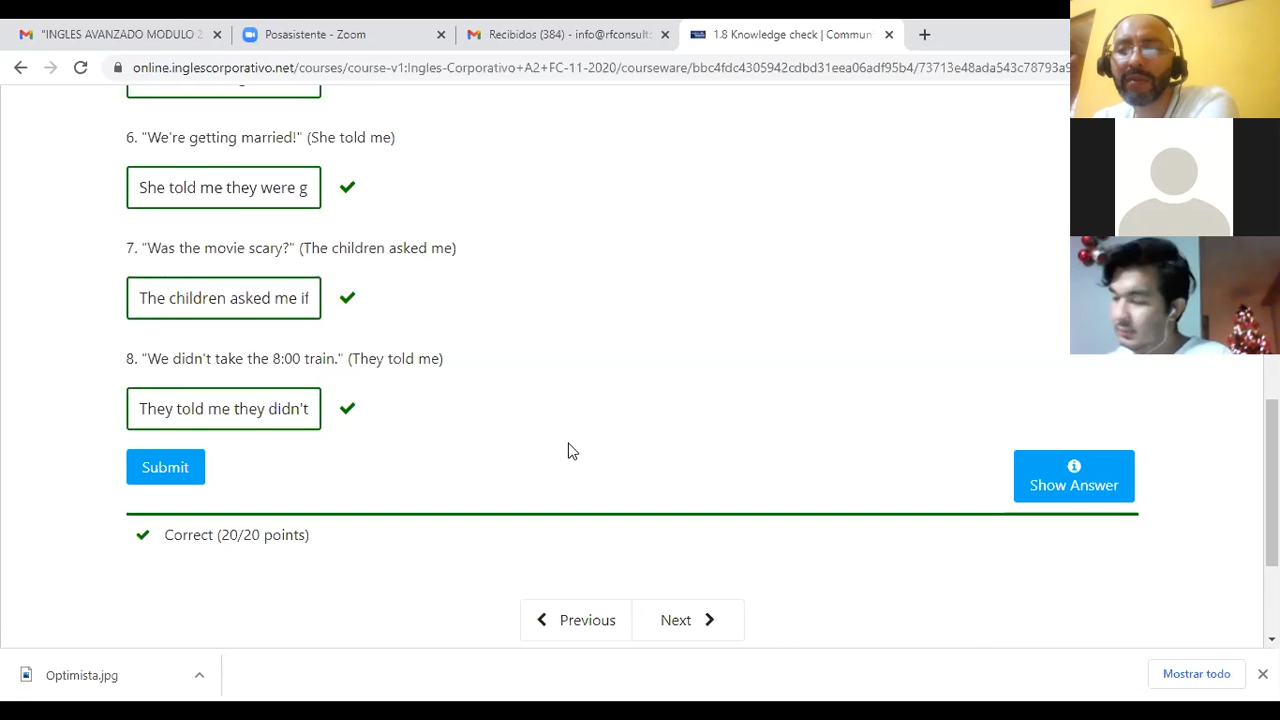 "INGLES AVANZADO MODULO 2
Posasistente - Zoom
Recibidos (384) - info@rfconsult
1.8 Knowledge check | Commun
online.inglescorporativo.net/courses/course-v1:Ingles-Corporativo+A2+FC-11-2020/courseware/bbc4fdc4305942cdbd31eea06adf95b4/73713e48ada543c78793a9
6. "We're getting married!" (She told me)
She told me they were g
7. "Was the movie scary?" (The children asked me)
The children asked me if
8. "We didn't take the 8:00 train." (They told me)
They told me they didn't
Submit
Show Answer
Correct (20/20 points)
Previous
Next
Optimista.jpg
Mostrar todo